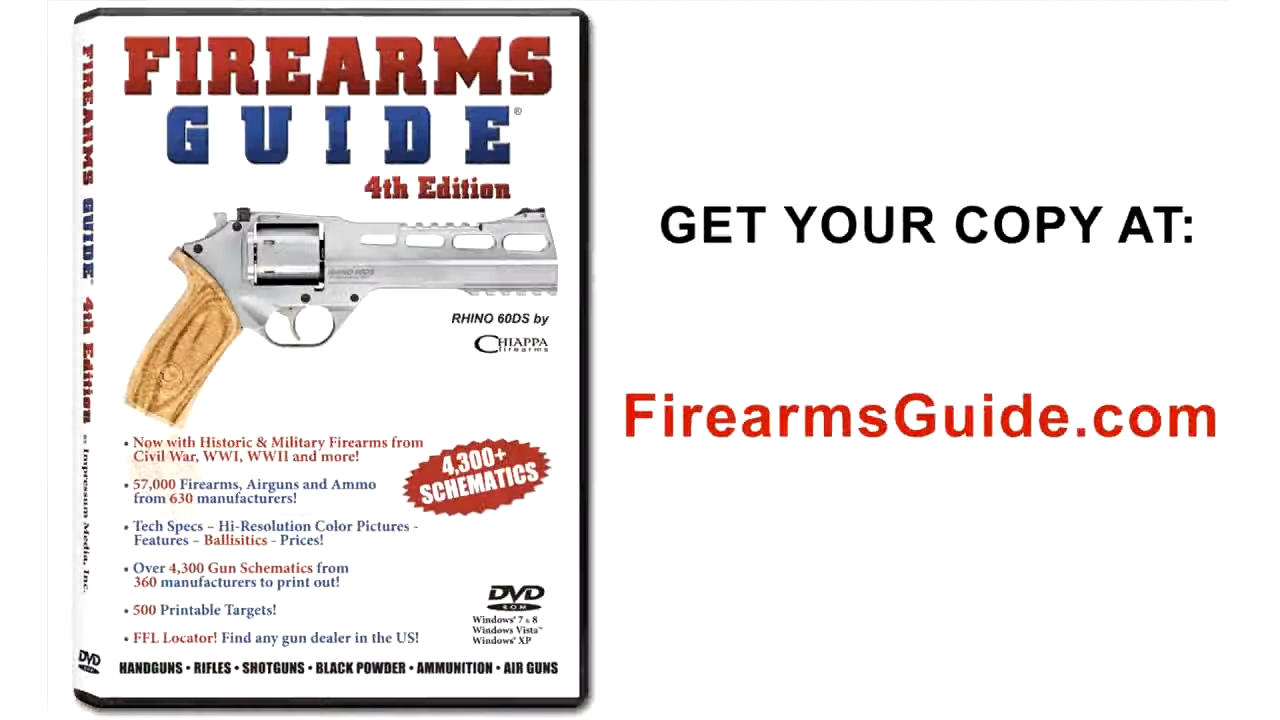 FIREARMS
GUIDE®
4th Edition
RHINO 60DS
RHINO 60DS by
CHIAPPA
firearms
• Now with Historic & Military Firearms from
Civil War, WWI, WWII and more!
4,300+
SCHEMATICS
• 57,000 Firearms, Airguns and Ammo
from 630 manufacturers!
• Tech Specs – Hi-Resolution Color Pictures -
Features – Ballisitics - Prices!
• Over 4,300 Gun Schematics from
360 manufacturers to print out!
• 500 Printable Targets!
• FFL Locator! Find any gun dealer in the US!
DVD
ROM
Windows® 7 & 8
Windows Vista™
Windows® XP
HANDGUNS • RIFLES • SHOTGUNS • BLACK POWDER • AMMUNITION • AIR GUNS
FIREARMS GUIDE® 4th Edition by Impressum Media, Inc.
DVD
GET YOUR COPY AT:
FirearmsGuide.com